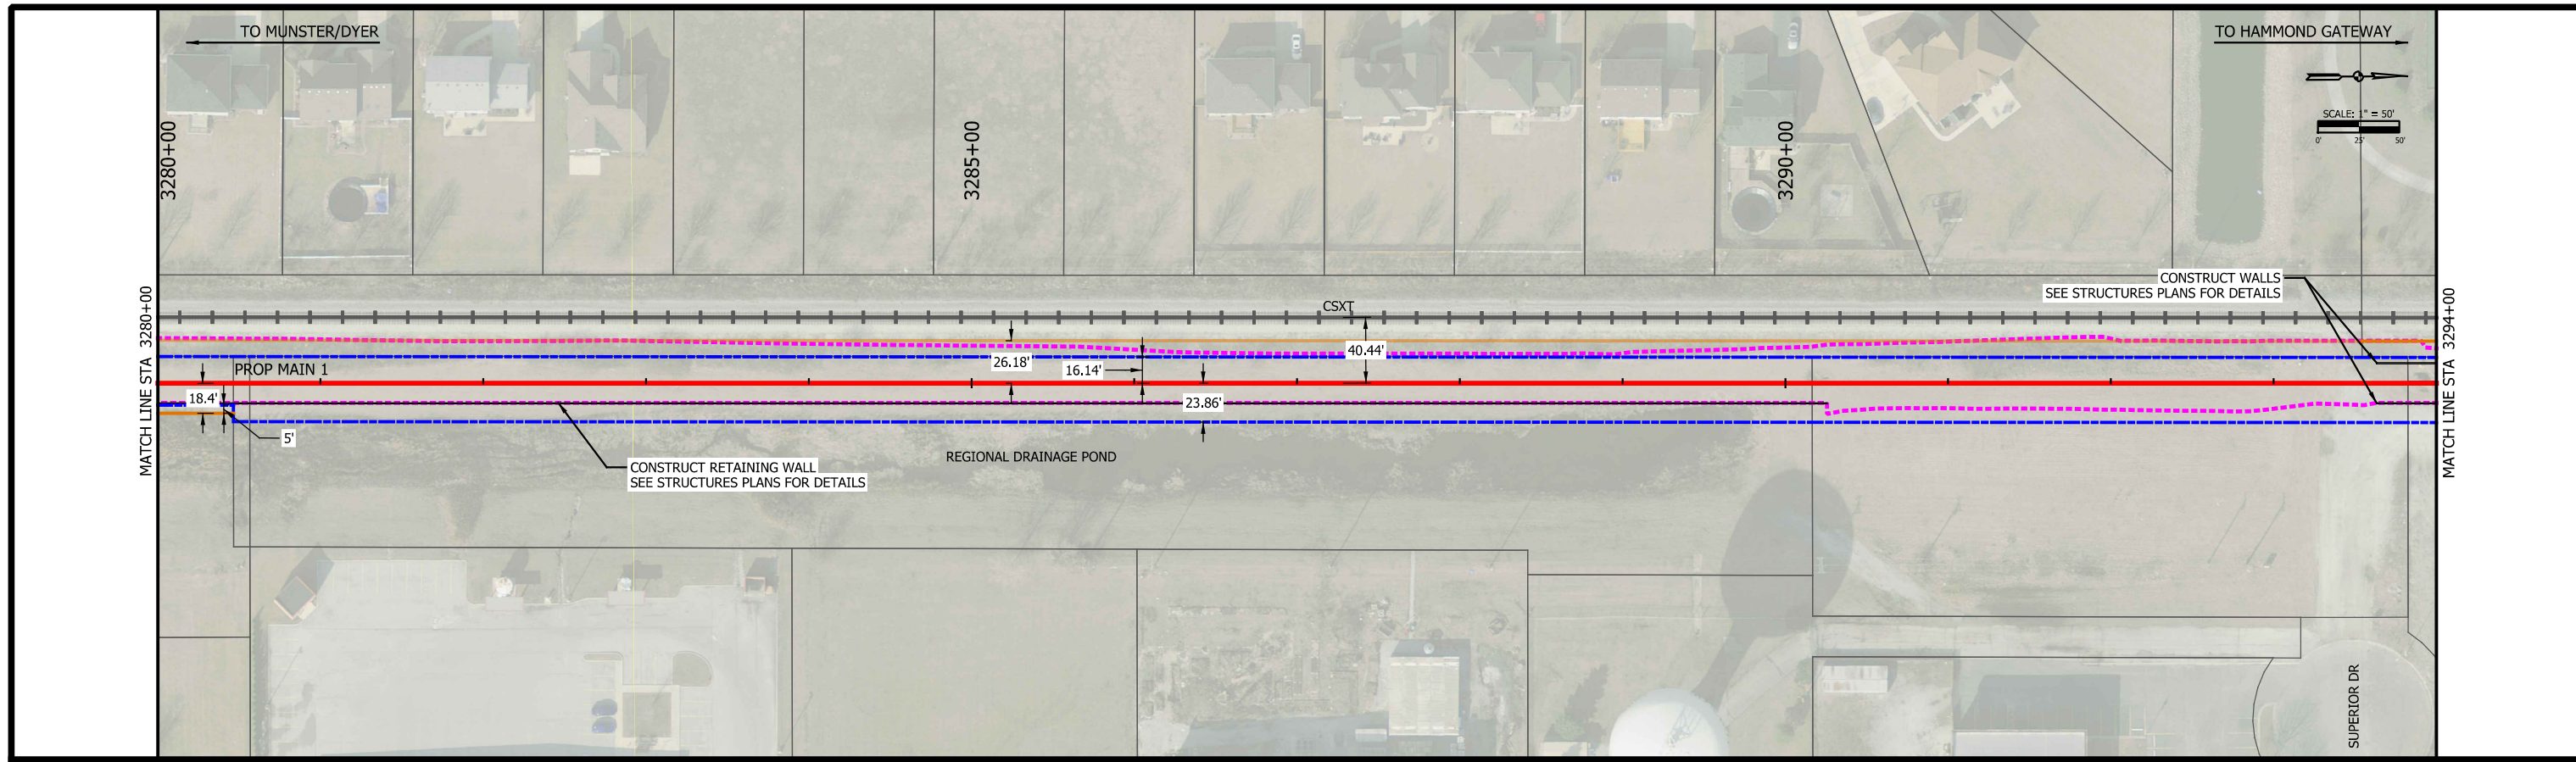 TO MUNSTER/DYER
TO HAMMOND GATEWAY
SCALE: 1" = 50'
0' 25' 50'
3280+00
3285+00
3290+00
MATCH LINE STA 3280+00
MATCH LINE STA 3294+00
CONSTRUCT WALLS
SEE STRUCTURES PLANS FOR DETAILS
CSXT
26.18'
16.14'
40.44'
PROP MAIN 1
18.4'
23.86'
5'
CONSTRUCT RETAINING WALL
SEE STRUCTURES PLANS FOR DETAILS
REGIONAL DRAINAGE POND
SUPERIOR DR